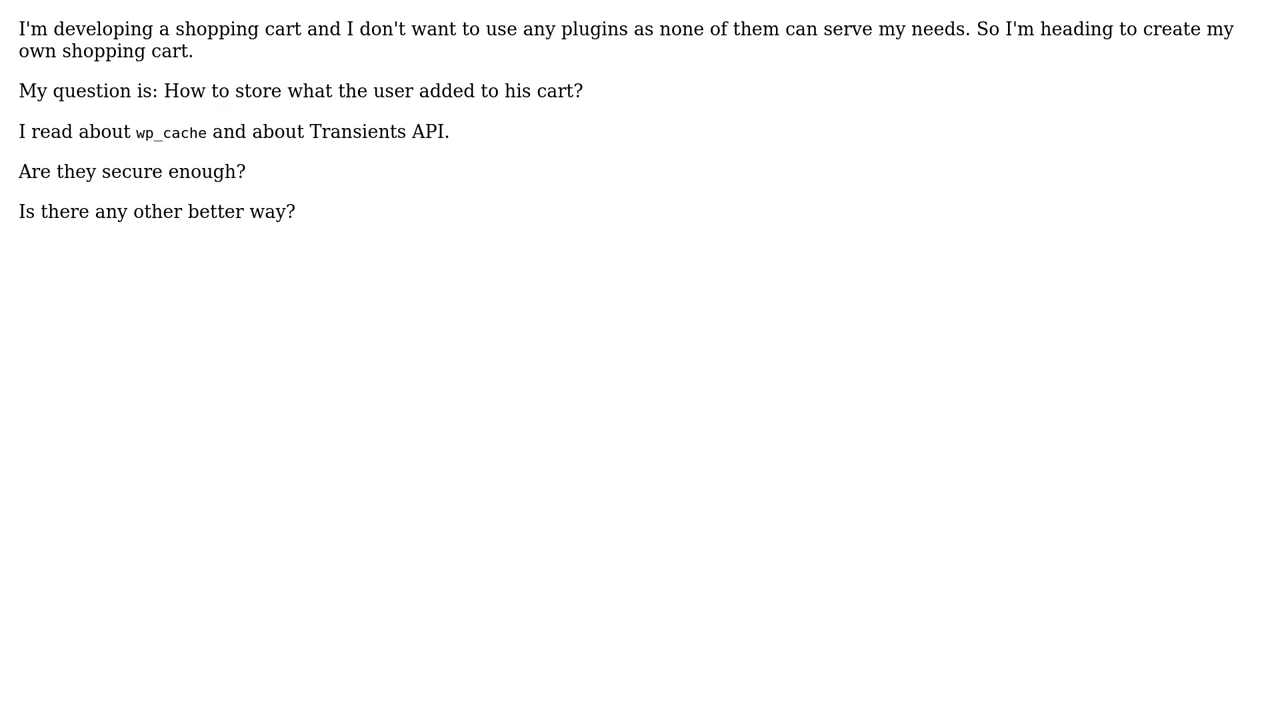 I'm developing a shopping cart and I don't want to use any plugins as none of them can serve my needs. So I'm heading to create my
own shopping cart.
My question is: How to store what the user added to his cart?
I read about wp_cache and about Transients API.
Are they secure enough?
Is there any other better way?